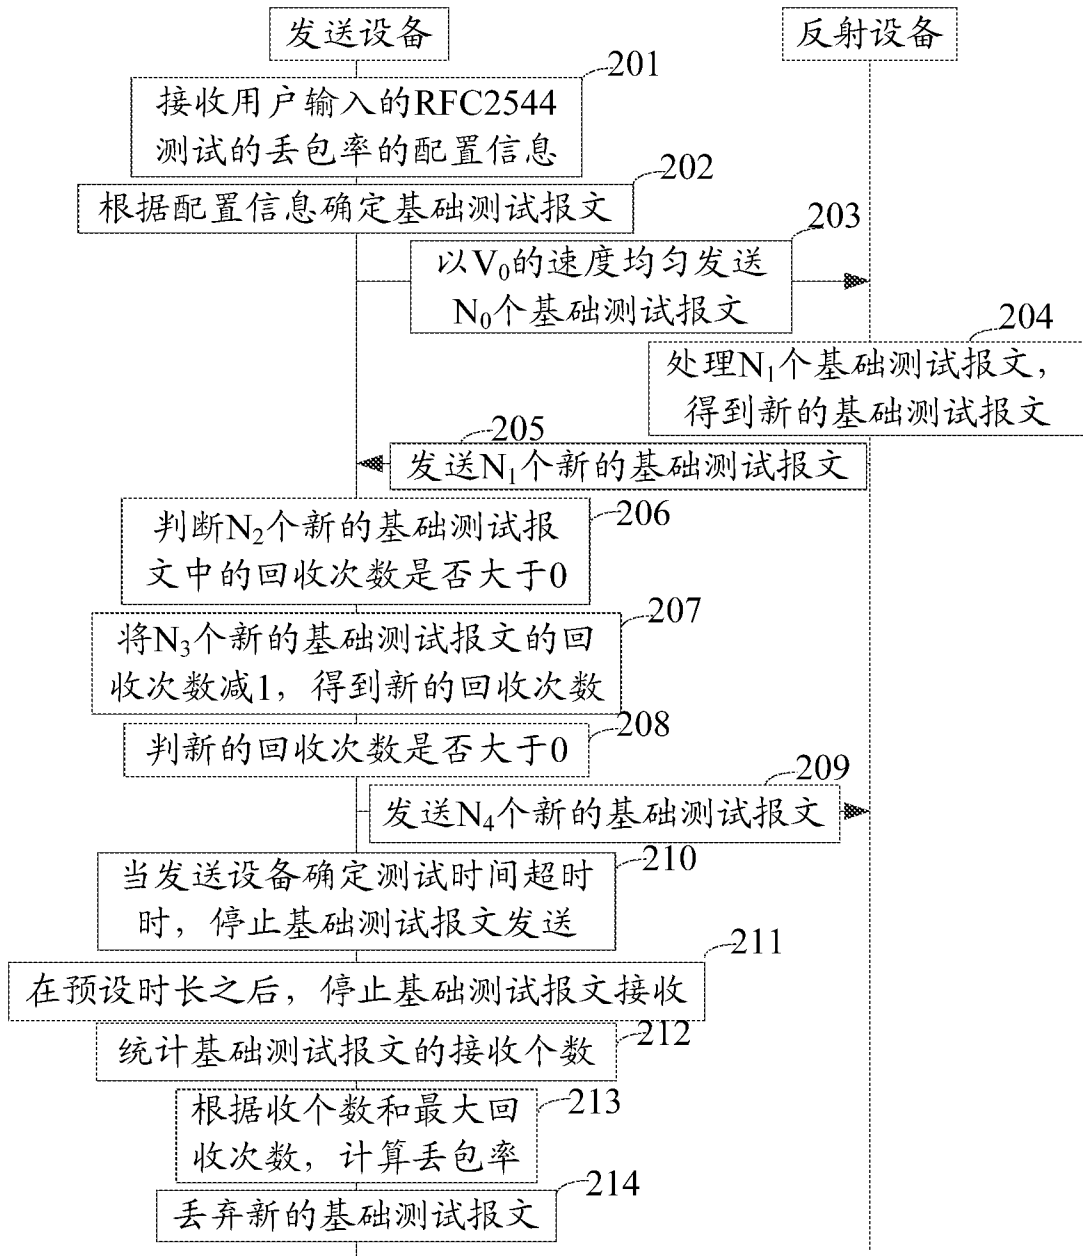 发送设备
反射设备
201
接收用户输入的RFC2544
测试的丢包率的配置信息
202
根据配置信息确定基础测试报文
203
以V₀的速度均匀发送
N₀个基础测试报文
204
处理N₁个基础测试报文，
得到新的基础测试报文
205
发送N₁个新的基础测试报文
206
判断N₂个新的基础测试报
文中的回收次数是否大于0
207
将N₃个新的基础测试报文的回
收次数减1，得到新的回收次数
208
判新的回收次数是否大于0
209
发送N₄个新的基础测试报文
210
当发送设备确定测试时间超时
时，停止基础测试报文发送
211
在预设时长之后，停止基础测试报文接收
212
统计基础测试报文的接收个数
213
根据收个数和最大回
收次数，计算丢包率
214
丢弃新的基础测试报文